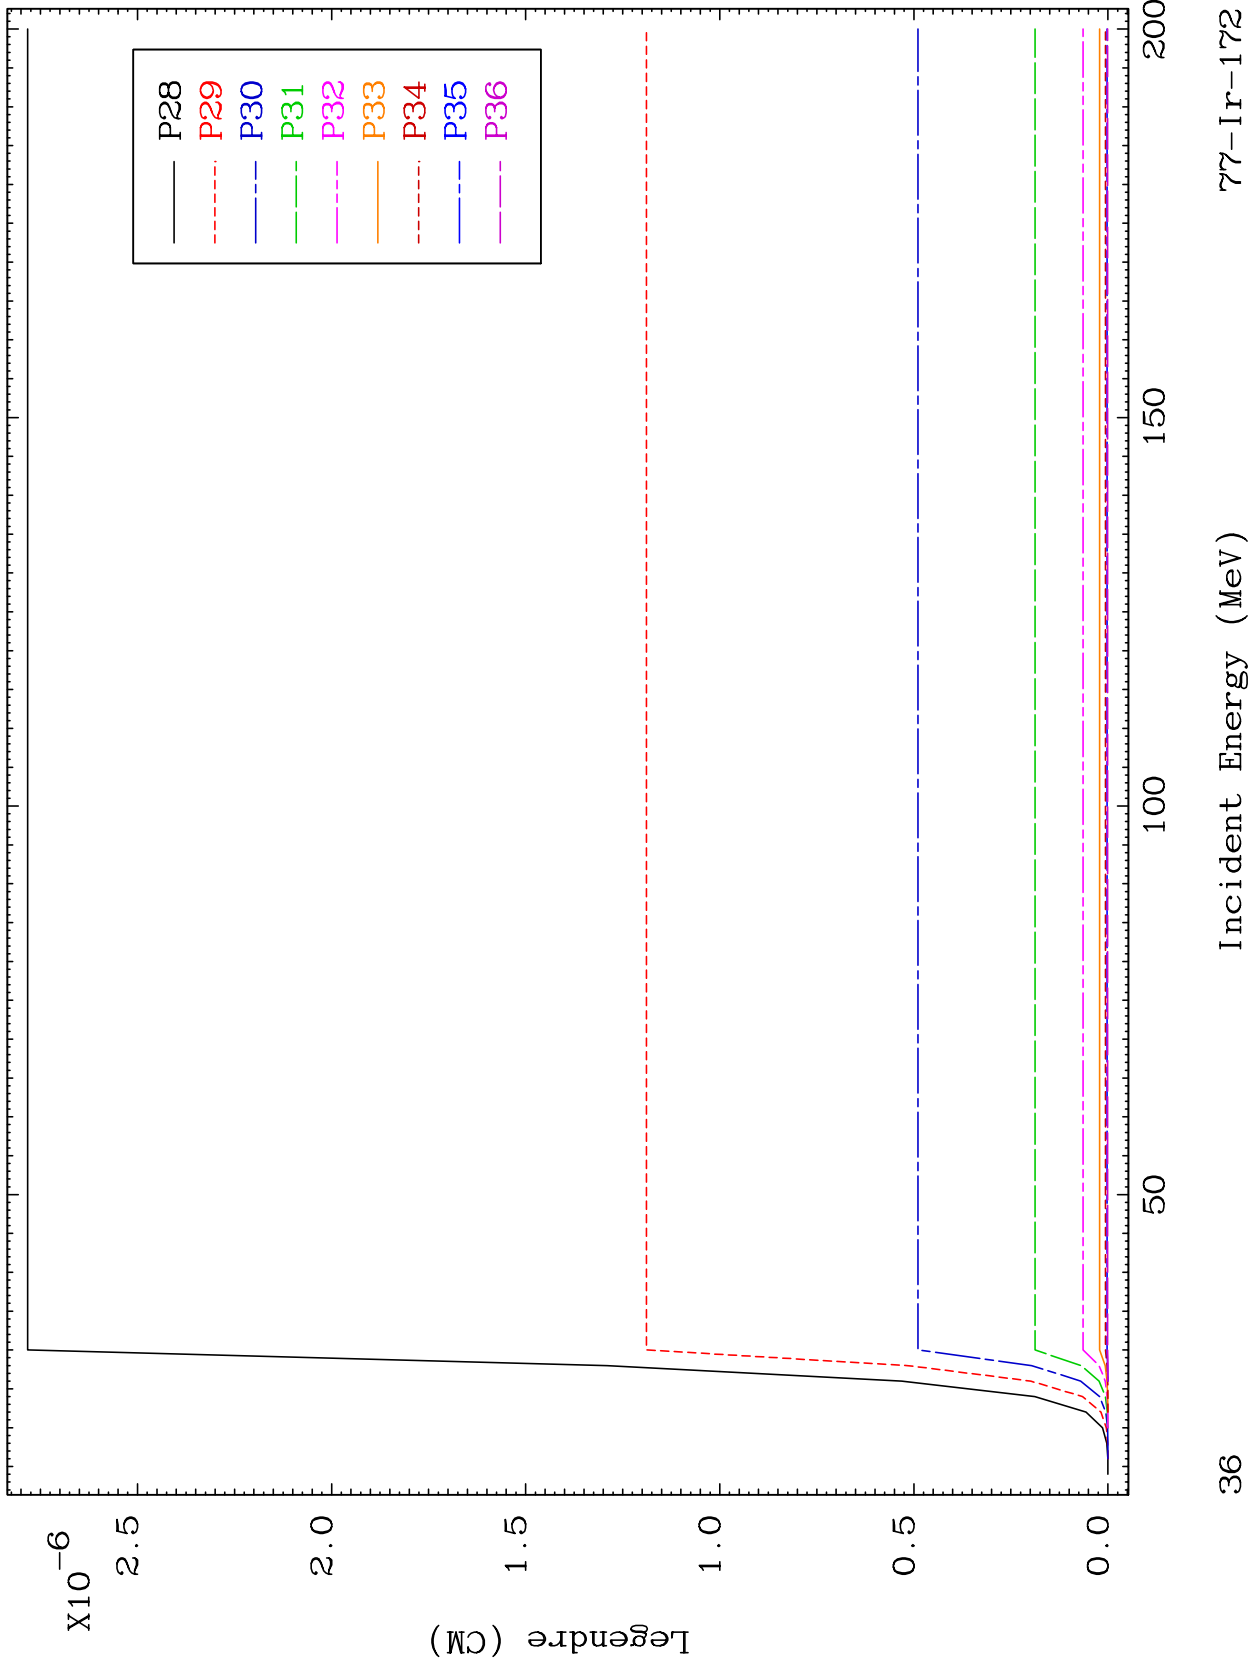 X10-6
2.5
2.0
1.5
1.0
0.5
0.0
Legendre (CM)
P28
P29
P30
P31
P32
P33
P34
P35
P36
50
100
150
200
36
Incident Energy (MeV)
77-Ir-172